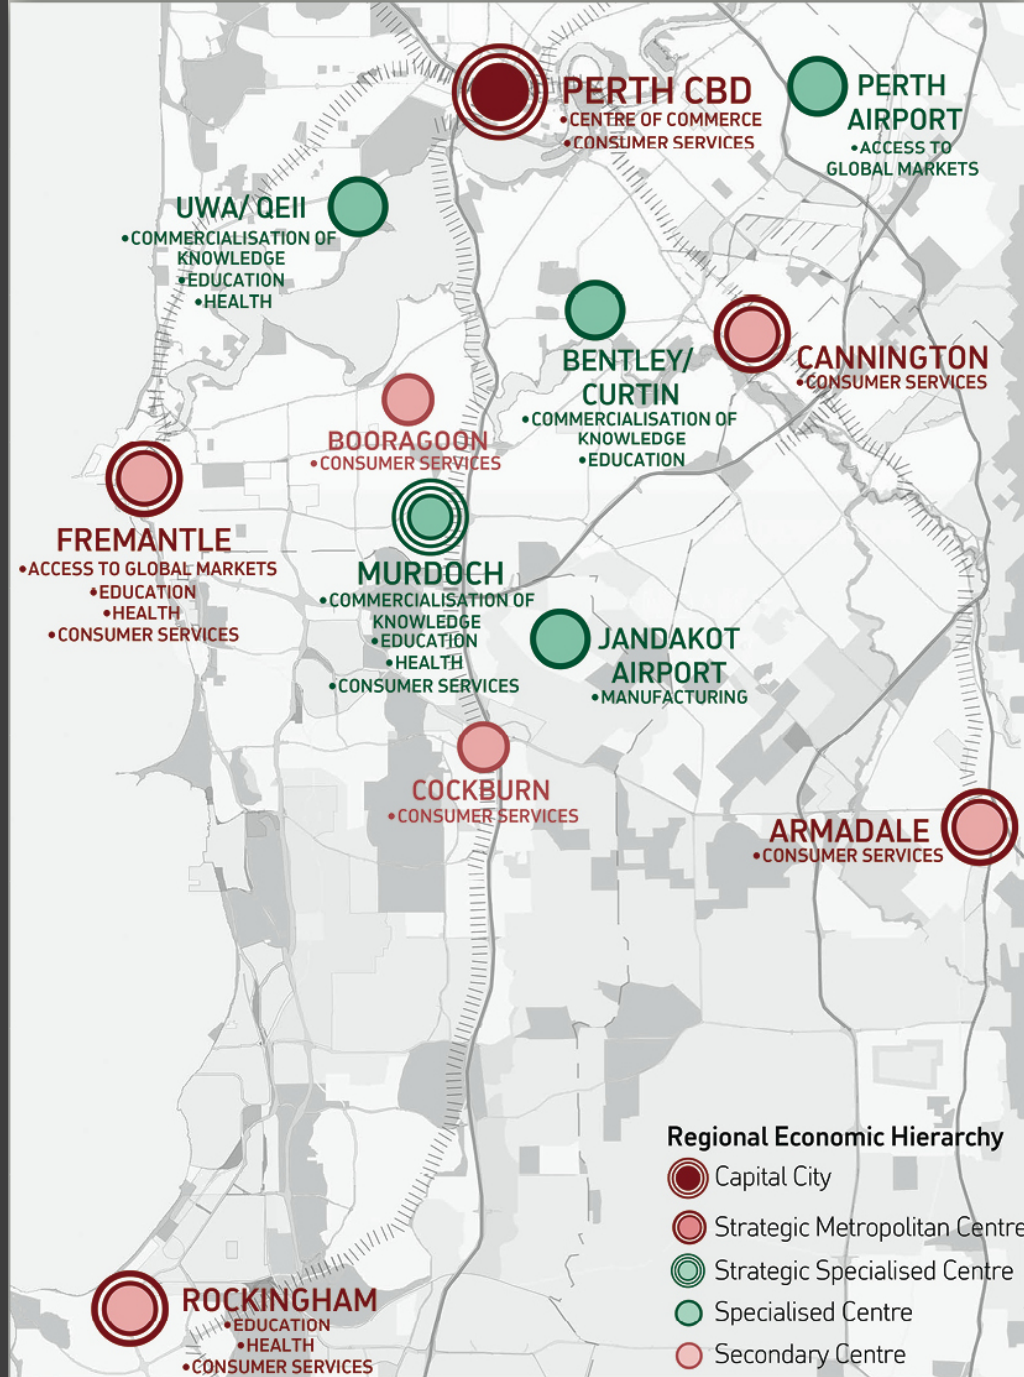 PERTH CBD
•CENTRE OF COMMERCE
•CONSUMER SERVICES
PERTH
AIRPORT
•ACCESS TO
GLOBAL MARKETS
UWA/ QEII
•COMMERCIALISATION OF
KNOWLEDGE
•EDUCATION
•HEALTH
BENTLEY/
CURTIN
•COMMERCIALISATION OF
KNOWLEDGE
•EDUCATION
CANNINGTON
•CONSUMER SERVICES
BOORAGOON
•CONSUMER SERVICES
FREMANTLE
•ACCESS TO GLOBAL MARKETS
•EDUCATION
•HEALTH
•CONSUMER SERVICES
MURDOCH
•COMMERCIALISATION OF
KNOWLEDGE
•EDUCATION
•HEALTH
•CONSUMER SERVICES
JANDAKOT
AIRPORT
•MANUFACTURING
COCKBURN
•CONSUMER SERVICES
ARMADALE
•CONSUMER SERVICES
ROCKINGHAM
•EDUCATION
•HEALTH
•CONSUMER SERVICES
Regional Economic Hierarchy
Capital City
Strategic Metropolitan Centre
Strategic Specialised Centre
Specialised Centre
Secondary Centre